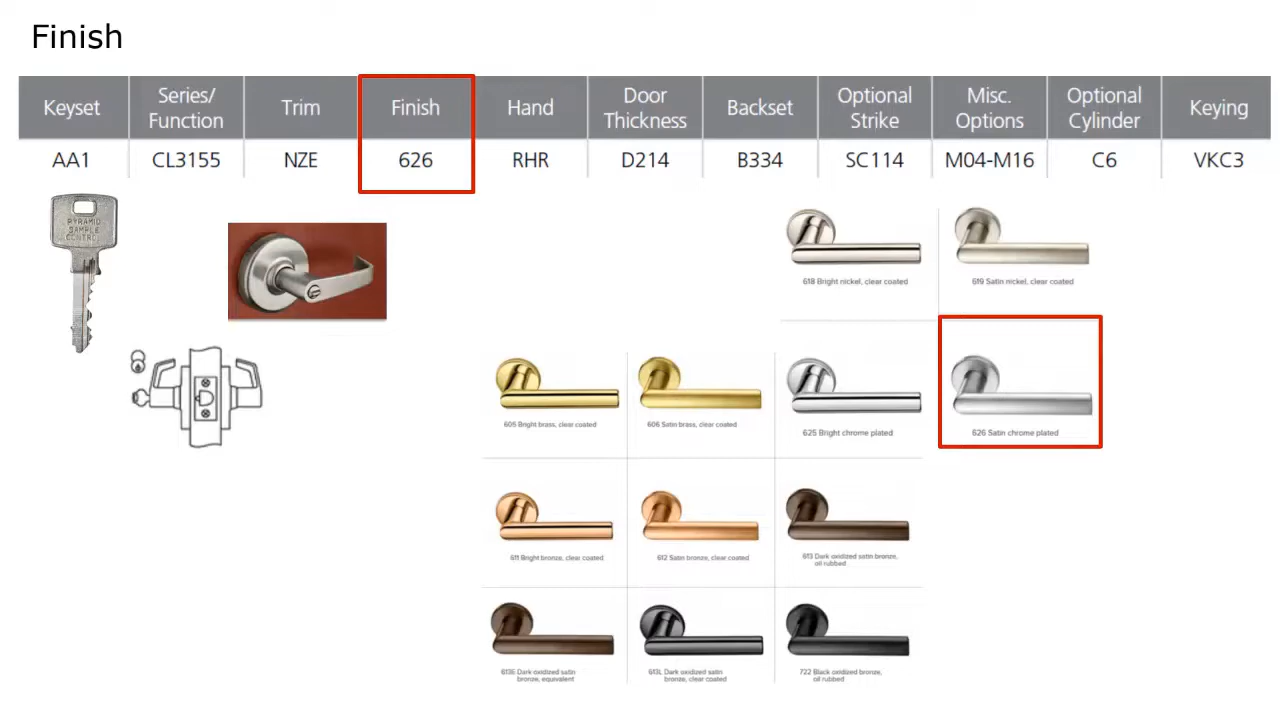 Finish
Keyset
Series/
Function
Trim
Finish
Hand
Door
Thickness
Backset
Optional
Strike
Misc.
Options
Optional
Cylinder
Keying
AA1
CL3155
NZE
626
RHR
D214
B334
SC114
M04-M16
C6
VKC3
PYRAMID
SAMPLE
CONTROL
618 Bright nickel, clear coated
619 Satin nickel, clear coated
605 Bright brass, clear coated
606 Satin brass, clear coated
625 Bright chrome plated
626 Satin chrome plated
611 Bright bronze, clear coated
612 Satin bronze, clear coated
613 Dark oxidized satin bronze,
oil rubbed
613E Dark oxidized satin
bronze, equivalent
613L Dark oxidized satin
bronze, clear coated
722 Black oxidized bronze,
oil rubbed